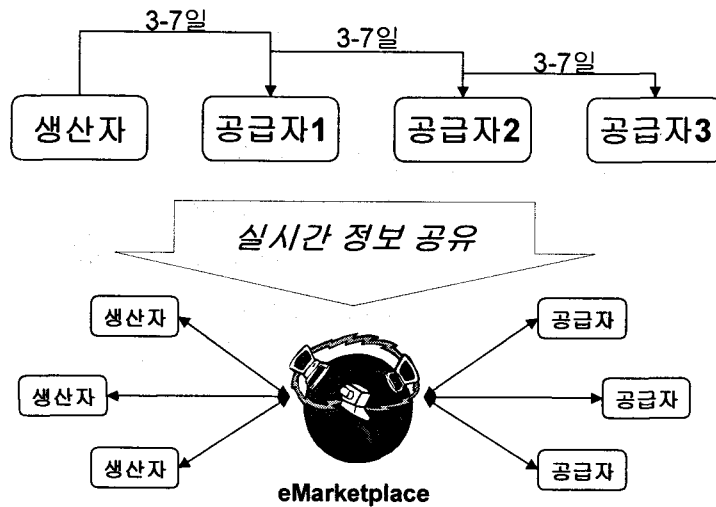 3-7일
3-7일
3-7일
생산자
공급자1
공급자2
공급자3
실시간 정보 공유
생산자
공급자
생산자
공급자
생산자
공급자
eMarketplace